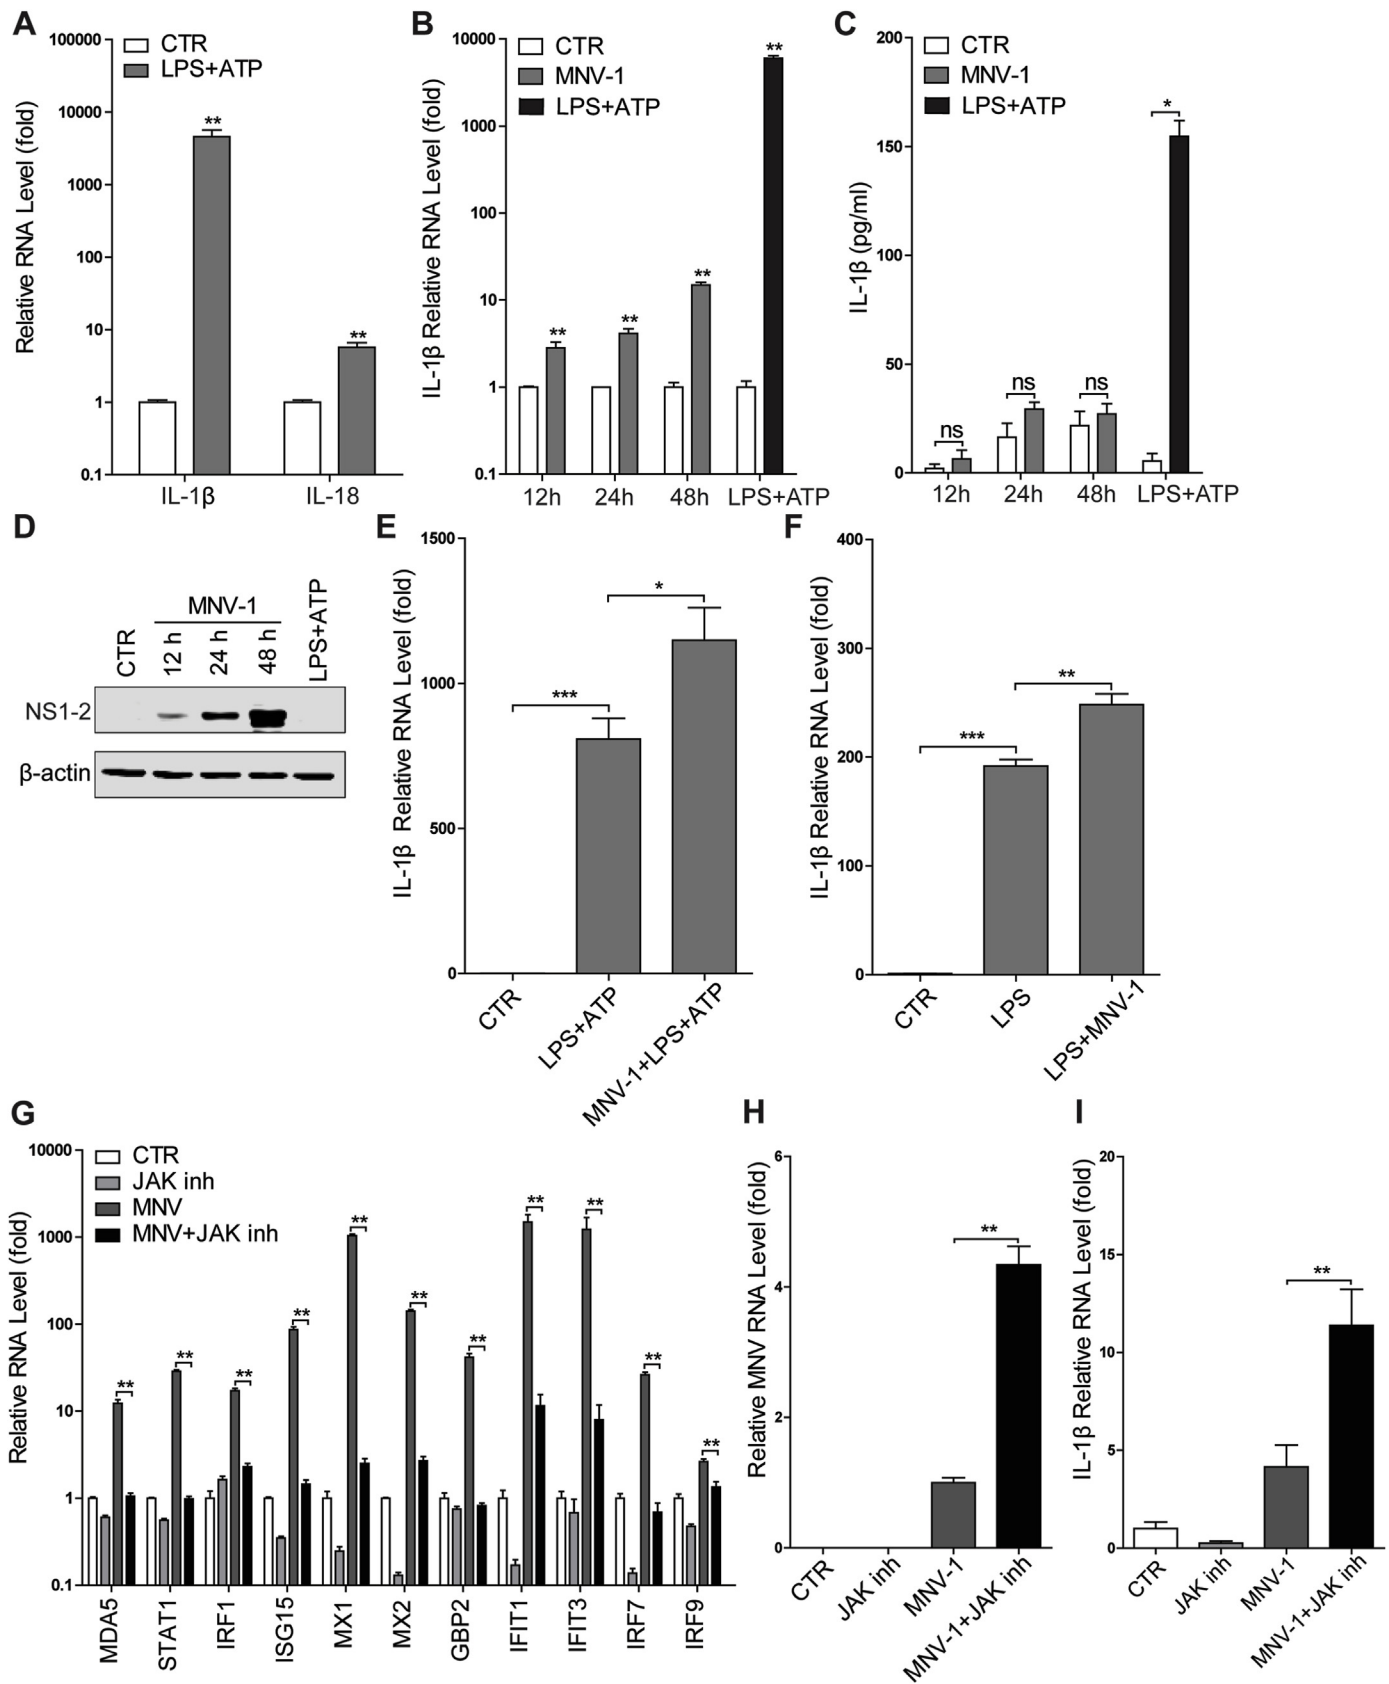 A
Relative RNA Level (fold)
100000
10000
1000
100
10
1
0.1
CTR
LPS+ATP
**
**
IL-1β
IL-18
B
IL-1β Relative RNA Level (fold)
10000
1000
100
10
1
0.1
CTR
MNV-1
LPS+ATP
**
**
**
**
12h
24h
48h
LPS+ATP
C
IL-1β (pg/ml)
200
150
100
50
0
CTR
MNV-1
LPS+ATP
ns
ns
ns
*
12h
24h
48h
LPS+ATP
D
MNV-1
CTR
12 h
24 h
48 h
LPS+ATP
NS1-2
β-actin
E
IL-1β Relative RNA Level (fold)
1500
1000
500
0
***
*
CTR
LPS+ATP
MNV-1+LPS+ATP
F
IL-1β Relative RNA Level (fold)
400
300
200
100
0
***
**
CTR
LPS
LPS+MNV-1
G
Relative RNA Level (fold)
10000
1000
100
10
1
0.1
CTR
JAK inh
MNV
MNV+JAK inh
**
**
**
**
**
**
**
**
**
**
**
MDA5
STAT1
IRF1
ISG15
MX1
MX2
GBP2
IFIT1
IFIT3
IRF7
IRF9
H
Relative MNV RNA Level (fold)
6
4
2
0
**
CTR
JAK inh
MNV-1
MNV-1+JAK inh
I
IL-1β Relative RNA Level (fold)
20
15
10
5
0
**
CTR
JAK inh
MNV-1
MNV-1+JAK inh